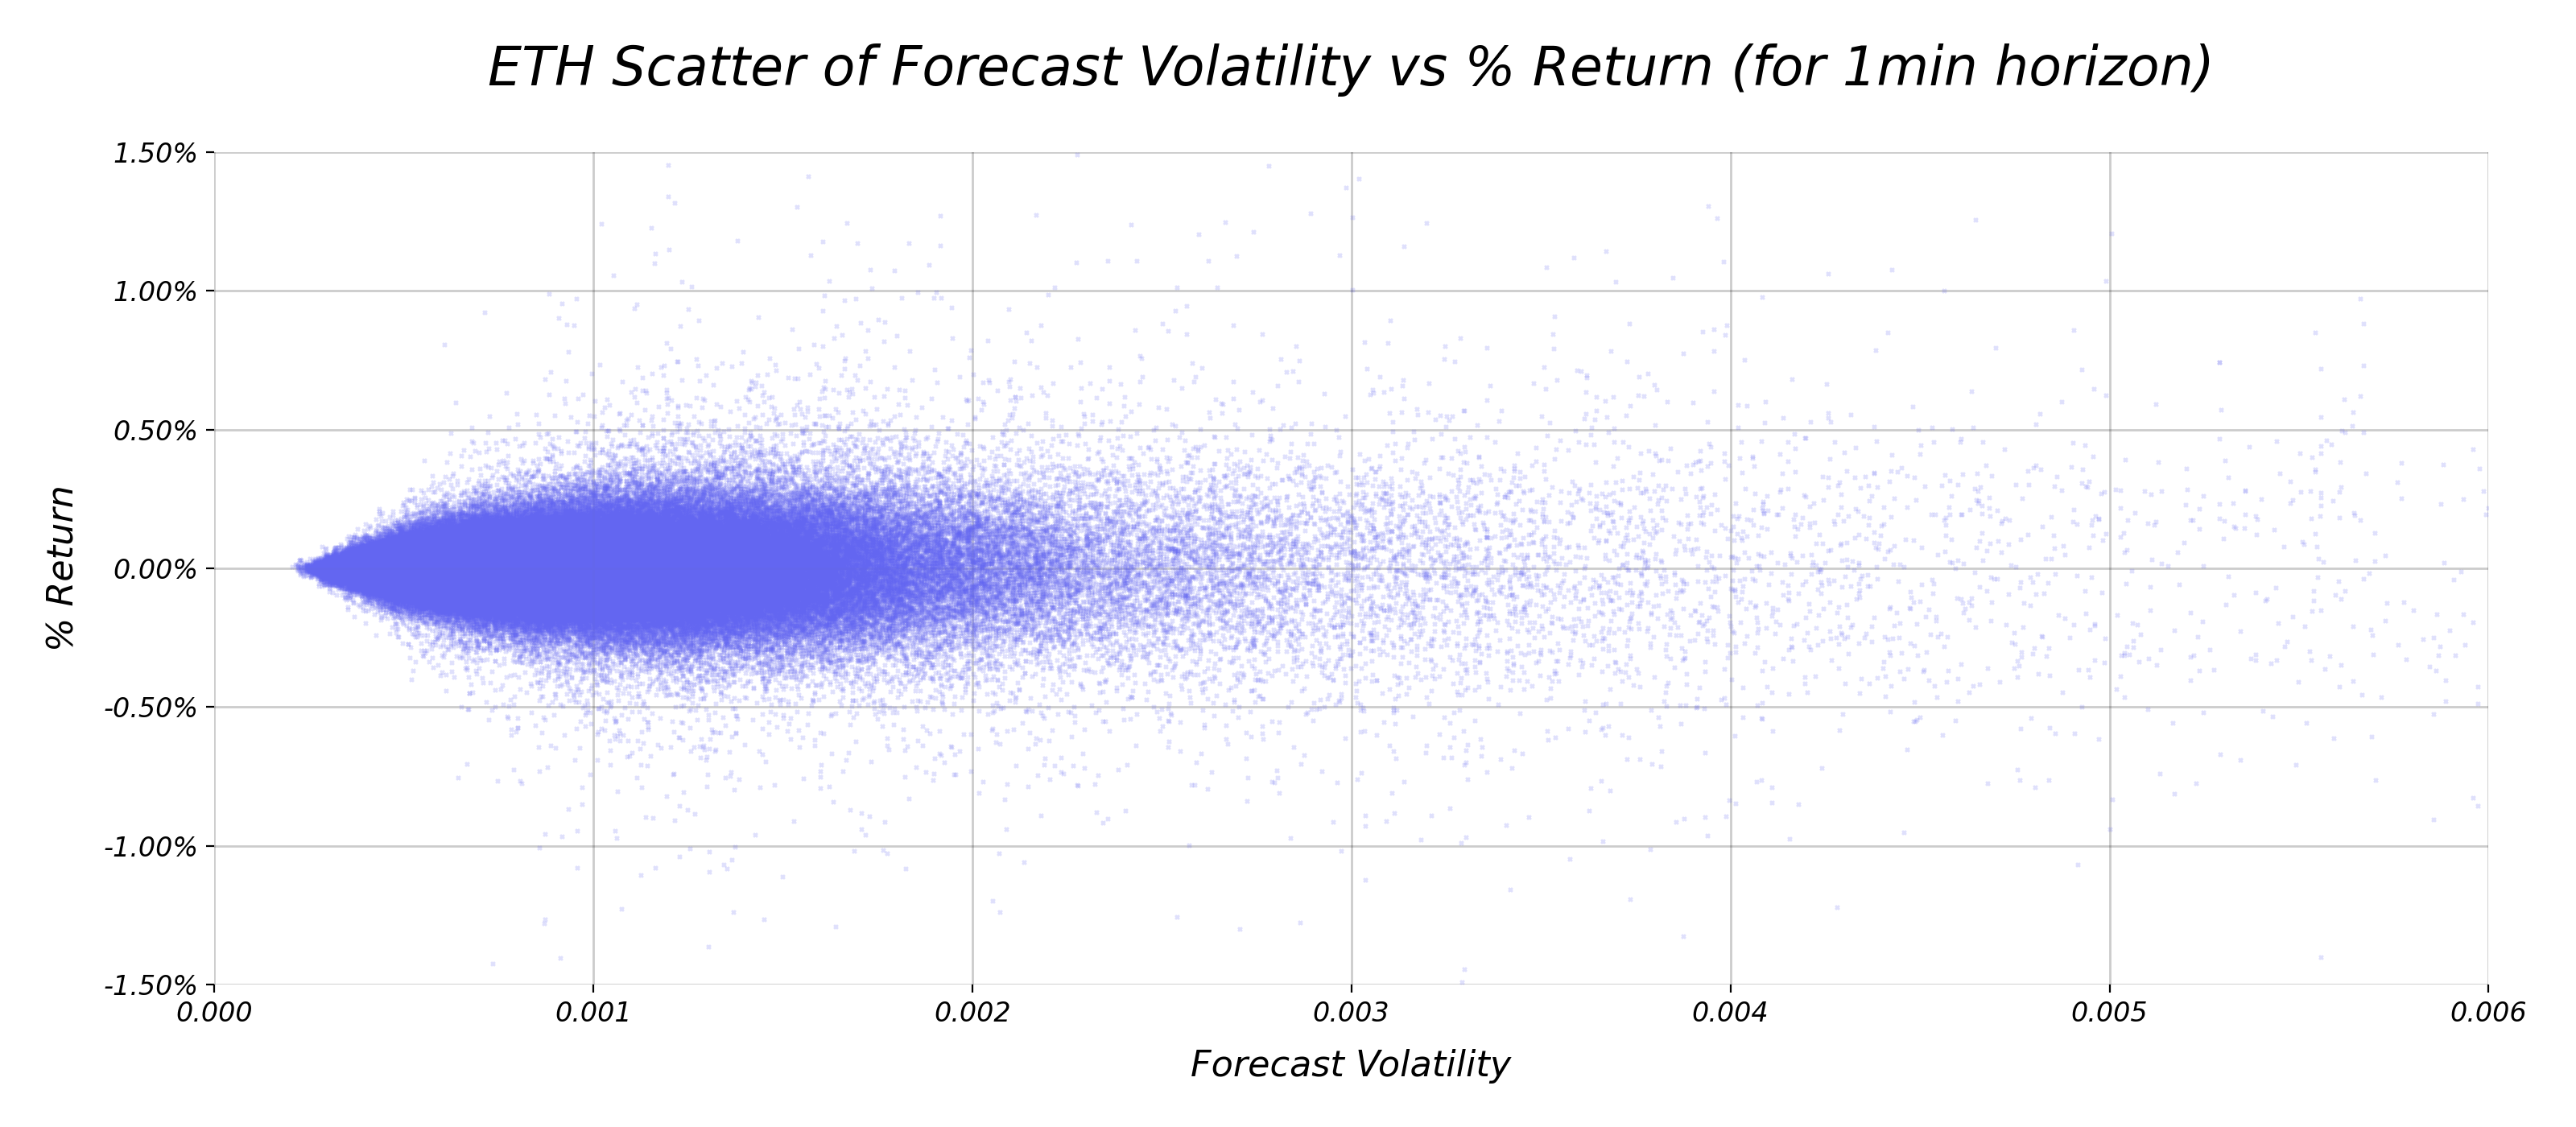 ETH Scatter of Forecast Volatility vs % Return (for 1min horizon)
1.50%
1.00%
0.50%
0.00%
-0.50%
-1.00%
-1.50%
% Return
0.000 0.001 0.002 0.003 0.004 0.005 0.006
Forecast Volatility